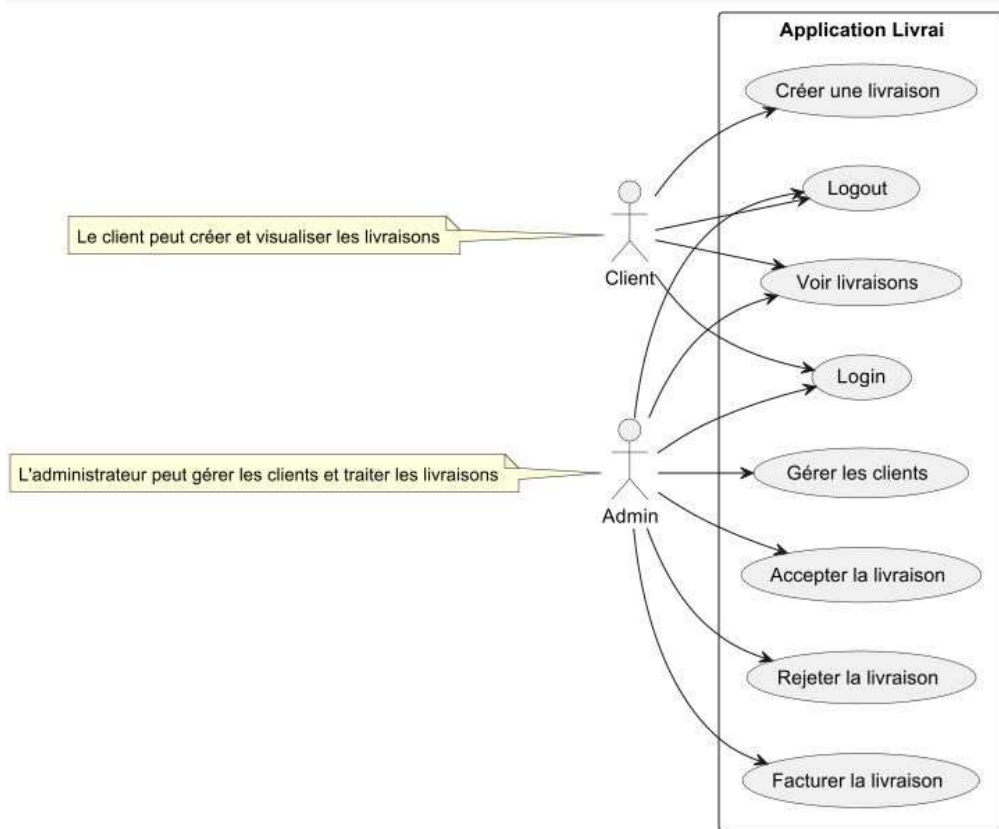 Application Livrai
Créer une livraison
Logout
Le client peut créer et visualiser les livraisons
Client
Voir livraisons
Login
L'administrateur peut gérer les clients et traiter les livraisons
Gérer les clients
Admin
Accepter la livraison
Rejeter la livraison
Facturer la livraison